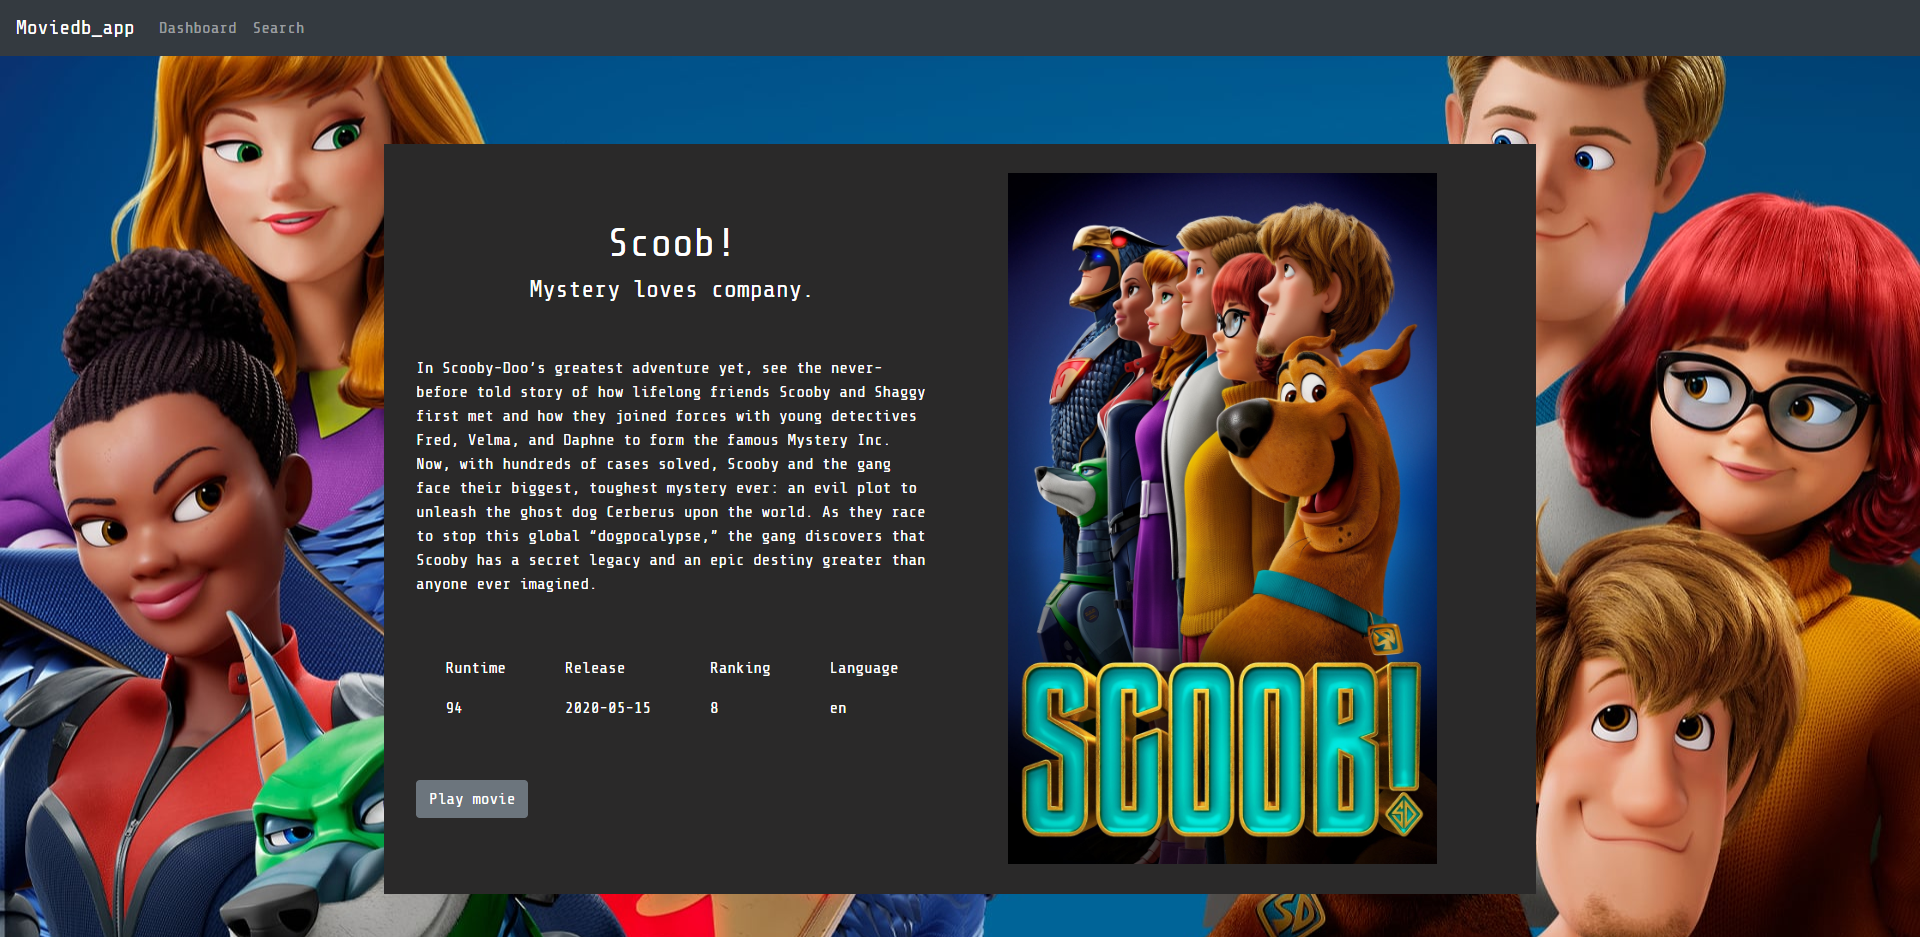 Moviedb_app Dashboard Search
Scoob!
Mystery loves company.
In Scooby-Doo's greatest adventure yet, see the never-
before told story of how lifelong friends Scooby and Shaggy
first met and how they joined forces with young detectives
Fred, Velma, and Daphne to form the famous Mystery Inc.
Now, with hundreds of cases solved, Scooby and the gang
face their biggest, toughest mystery ever: an evil plot to
unleash the ghost dog Cerberus upon the world. As they race
to stop this global “dogpocalypse,” the gang discovers that
Scooby has a secret legacy and an epic destiny greater than
anyone ever imagined.
Runtime Release Ranking Language
94 2020-05-15 8 en
Play movie
SCOOB!
SD
SD